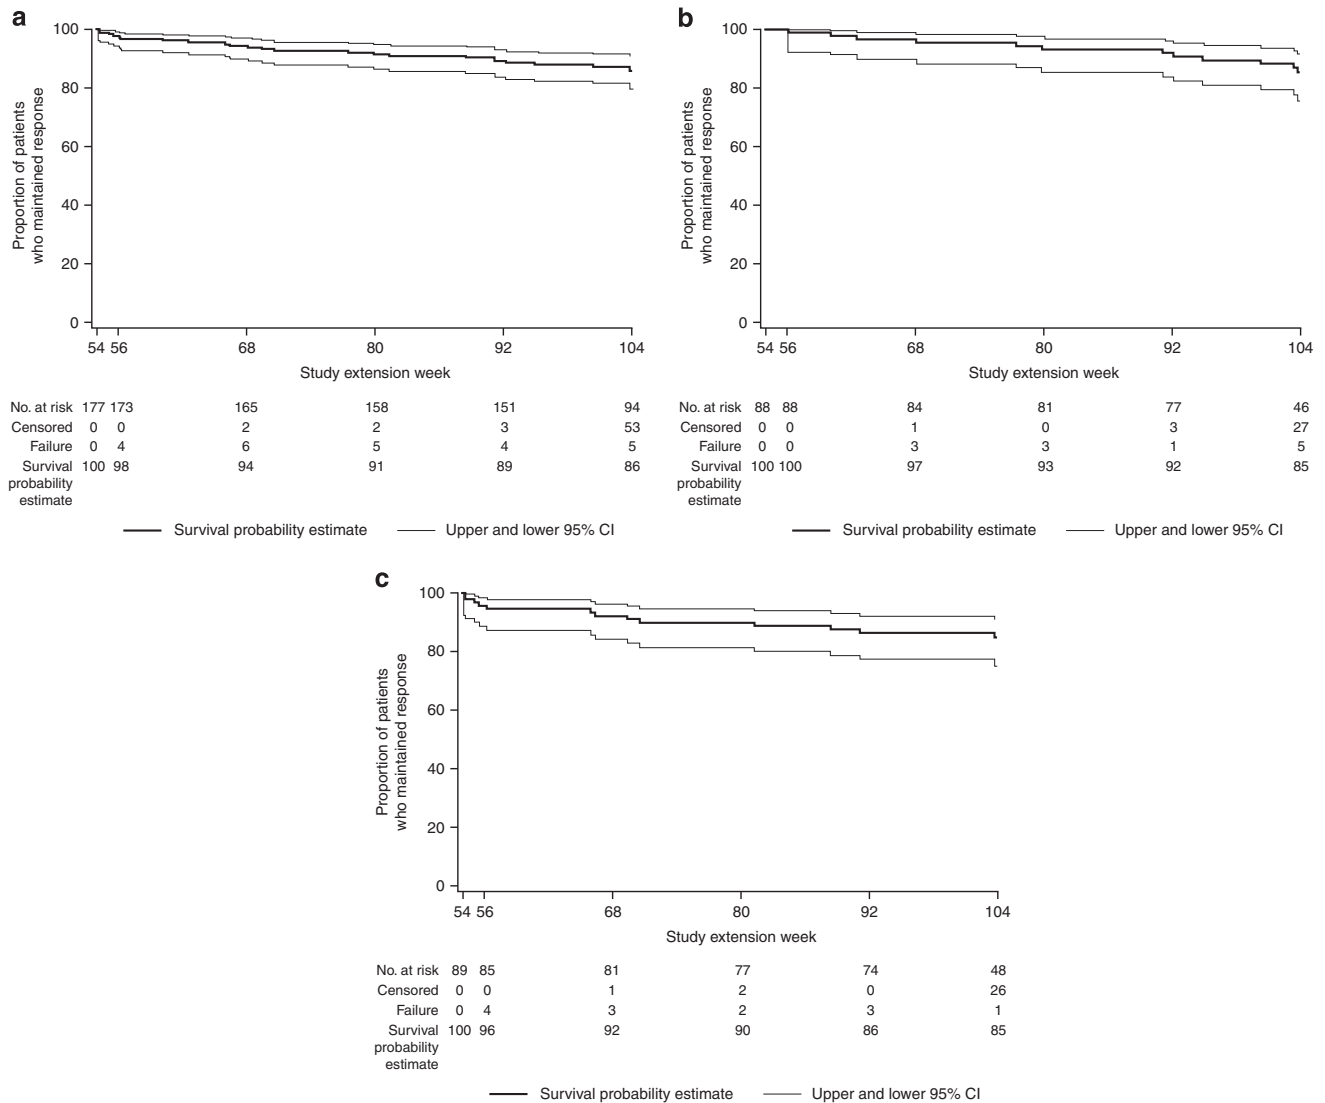 a
100
80
60
40
20
0
Proportion of patients
who maintained response
54 56 68 80 92 104
Study extension week
No. at risk 177 173 165 158 151 94
Censored 0 0 2 2 3 53
Failure 0 4 6 5 4 5
Survival 100 98 94 91 89 86
probability
estimate
Survival probability estimate Upper and lower 95% CI
b
100
80
60
40
20
0
Proportion of patients
who maintained response
54 56 68 80 92 104
Study extension week
No. at risk 88 88 84 81 77 46
Censored 0 0 1 0 3 27
Failure 0 0 3 3 1 5
Survival 100 100 97 93 92 85
probability
estimate
Survival probability estimate Upper and lower 95% CI
c
100
80
60
40
20
0
Proportion of patients
who maintained response
54 56 68 80 92 104
Study extension week
No. at risk 89 85 81 77 74 48
Censored 0 0 1 2 0 26
Failure 0 4 3 2 3 1
Survival 100 96 92 90 86 85
probability
estimate
Survival probability estimate Upper and lower 95% CI